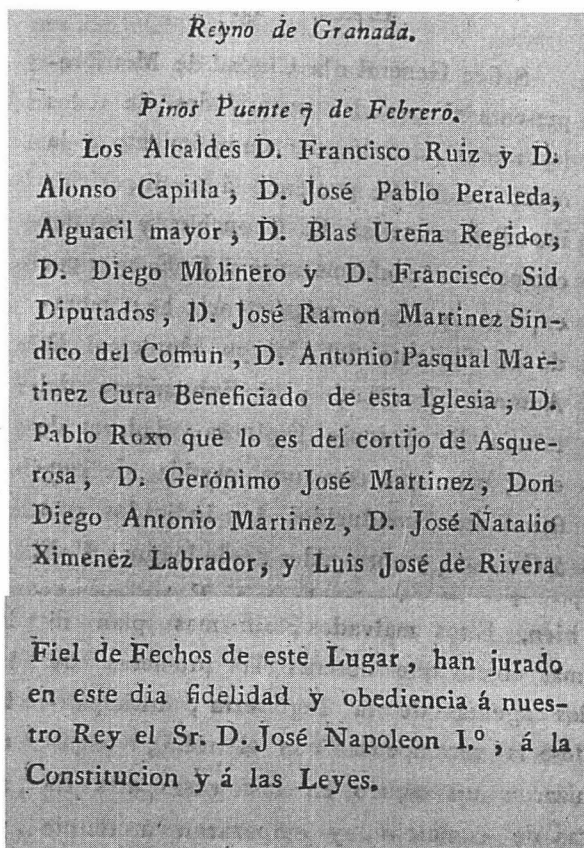 Reyno de Granada.
Pinos Puente 7 de Febrero.
Los Alcaldes D. Francisco Ruiz y D.
Alonso Capilla, D. José Pablo Peraleda,
Alguacil mayor, D. Blas Ureña Regidor,
D. Diego Molinero y D. Francisco Sid
Diputados, D. José Ramon Martinez Sín-
dico del Comun, D. Antonio Pasqual Mar-
tínez Cura Beneficiado de esta Iglesia, D.
Pablo Roxo que lo es del cortijo de Asque-
rosa, D. Gerónimo José Martinez, Don
Diego Antonio Martinez, D. José Natalio
Ximenez Labrador, y Luis José de Rivera
Fiel de Fechos de este Lugar, han jurado
en este dia fidelidad y obediencia á nues-
tro Rey el Sr. D. José Napoleon I.º, á la
Constitucion y á las Leyes.